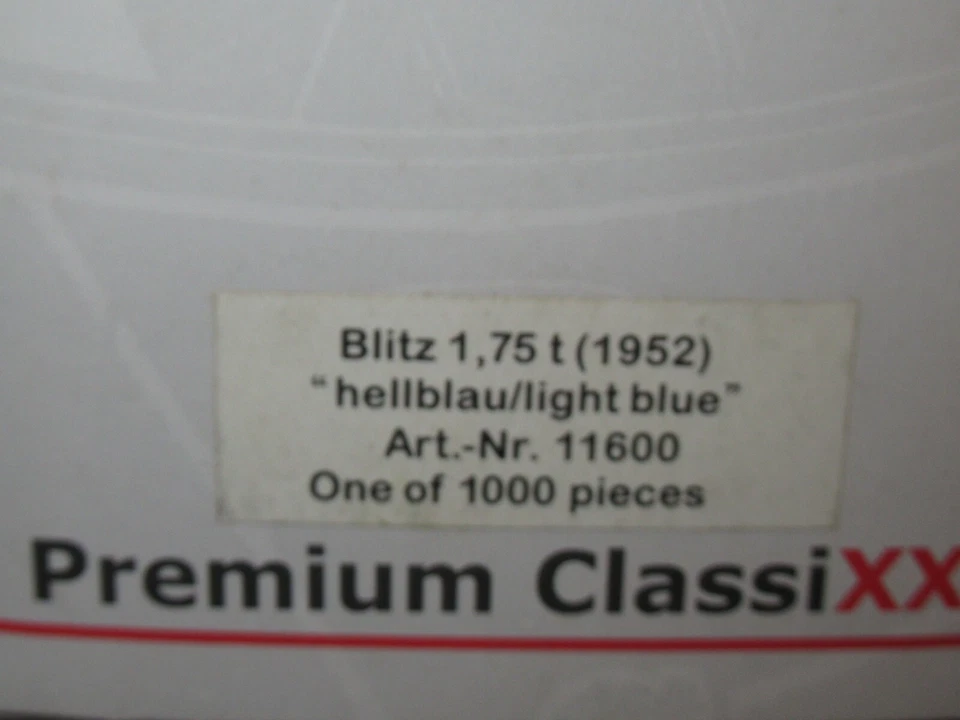 Blitz 1,75 t (1952)
“hellblau/light blue”
Art.-Nr. 11600
One of 1000 pieces
Premium ClassiXX